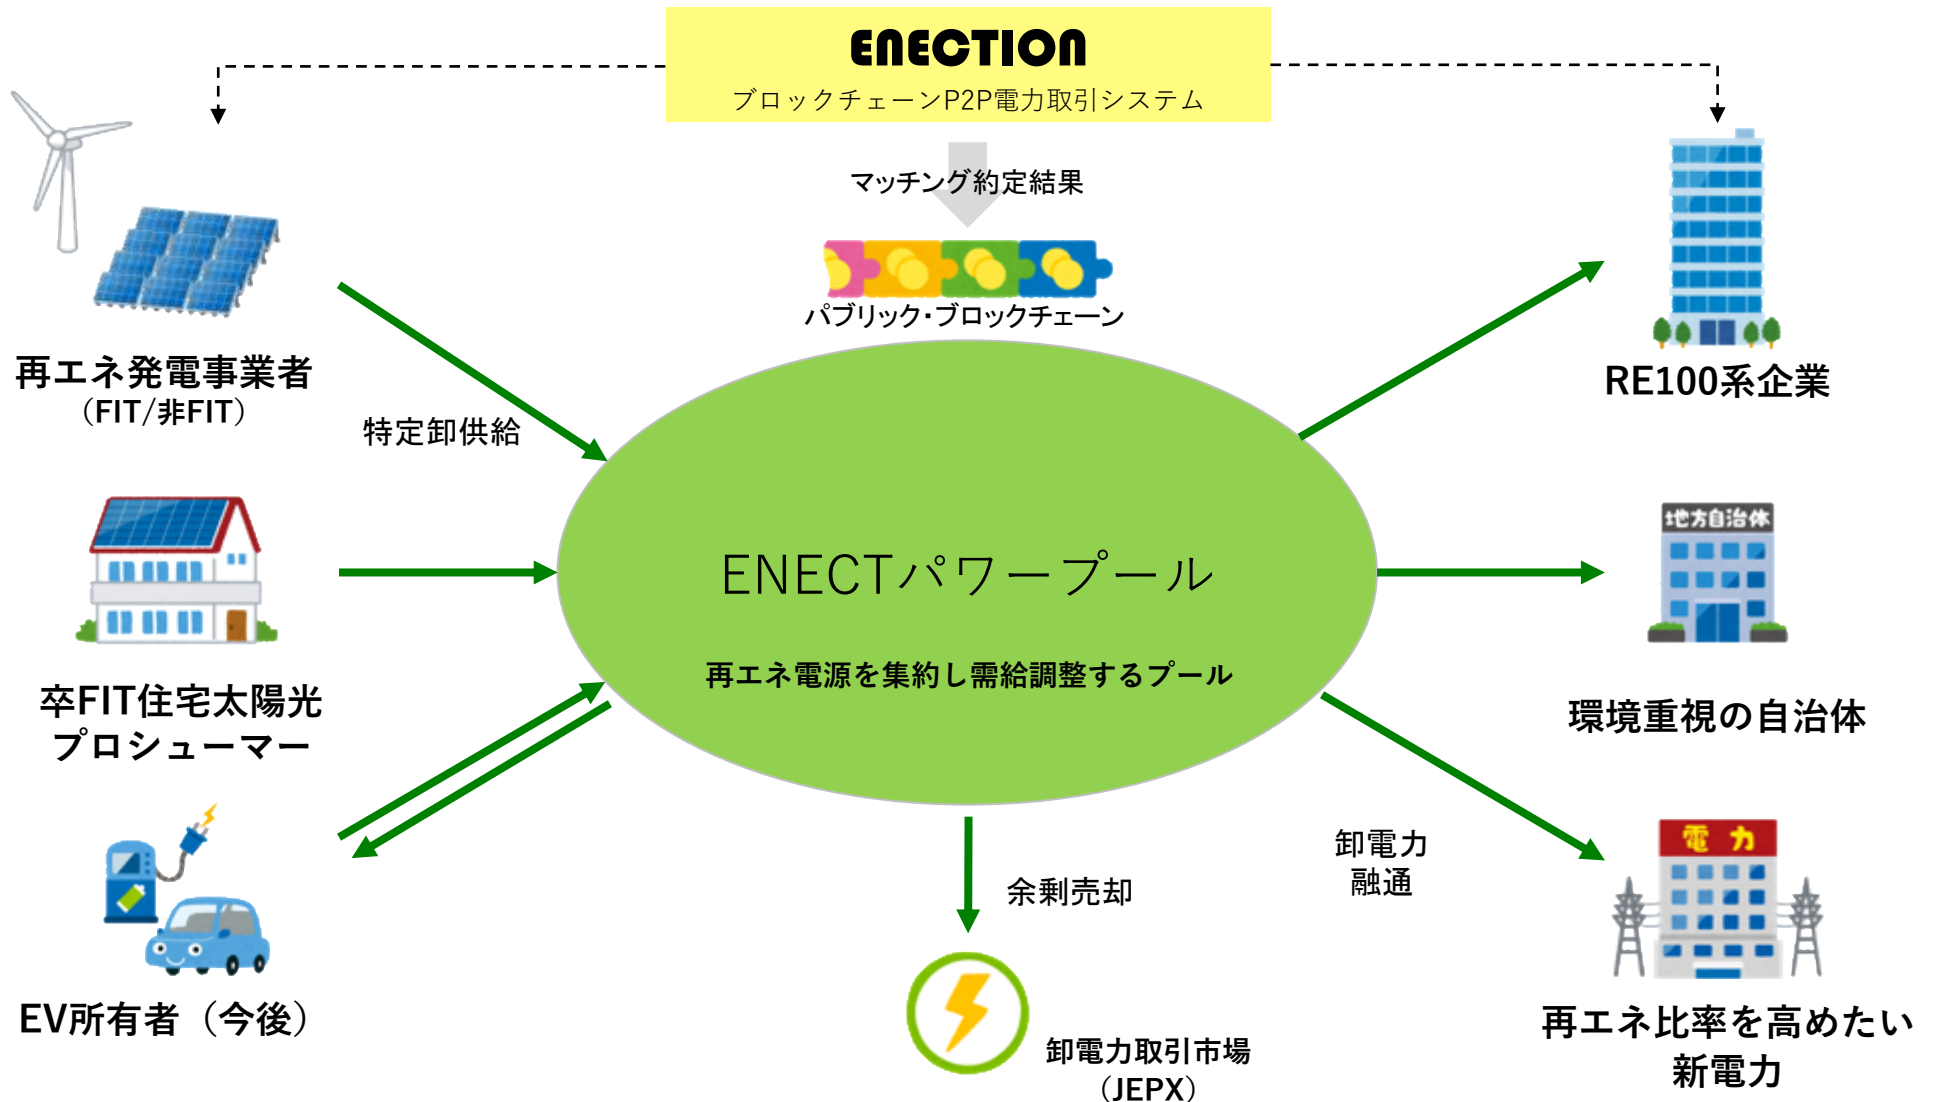 ENECTION
ブロックチェーンP2P電力取引システム
マッチング約定結果
パブリック・ブロックチェーン
再エネ発電事業者
（FIT/非FIT）
特定卸供給
RE100系企業
ENECTパワープール
再エネ電源を集約し需給調整するプール
卒FIT住宅太陽光
プロシューマー
地方自治体
環境重視の自治体
EV所有者（今後）
余剰売却
卸電力取引市場
（JEPX）
卸電力
融通
電力
再エネ比率を高めたい
新電力